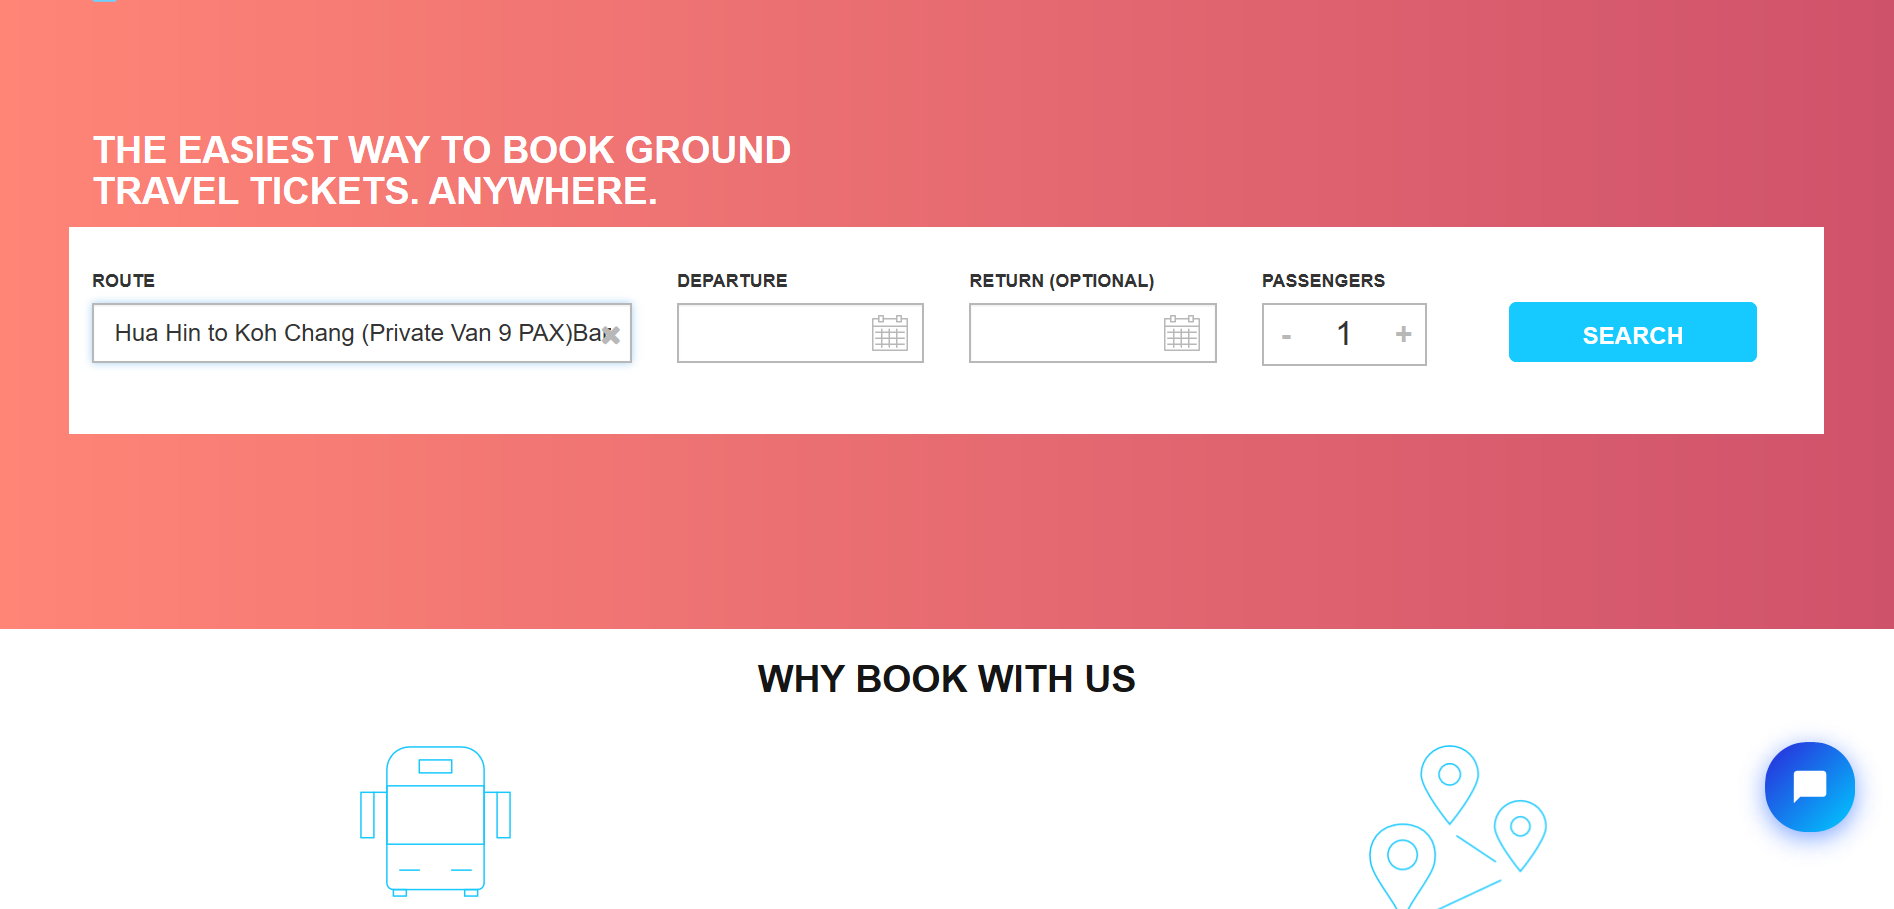 THE EASIEST WAY TO BOOK GROUND
TRAVEL TICKETS. ANYWHERE.
ROUTE
DEPARTURE
RETURN (OPTIONAL)
PASSENGERS
Hua Hin to Koh Chang (Private Van 9 PAX)
- 1 +
SEARCH
WHY BOOK WITH US